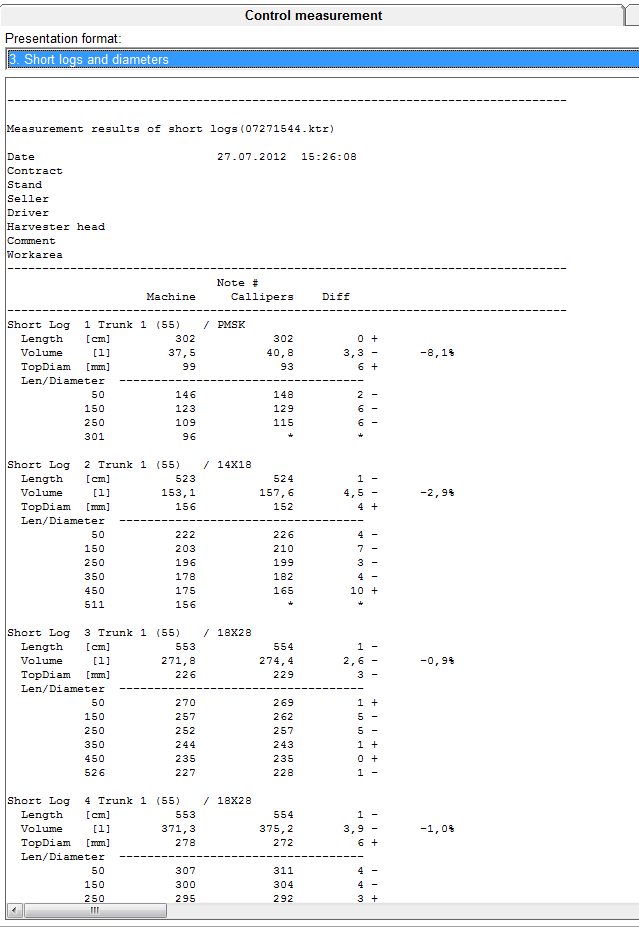 Control measurement
Presentation format:
3. Short logs and diameters
--------------------------------------------------------------------------------
Measurement results of short logs(07271544.ktr)
Date                          27.07.2012  15:26:08
Contract
Stand
Seller
Driver
Harvester head
Comment
Workarea
--------------------------------------------------------------------------------
                              Note #
                    Machine     Callipers    Diff
--------------------------------------------------------------------------------
Short Log  1 Trunk 1 (55)   / PMSK
  Length   [cm]         302           302         0 +
  Volume    [l]        37,5          40,8       3,3 -      -8,1%
  TopDiam  [mm]          99            93         6 +
  Len/Diameter  -----------------------------------
            50          146           148         2 -
           150          123           129         6 -
           250          109           115         6 -
           301           96             *         *
Short Log  2 Trunk 1 (55)   / 14X18
  Length   [cm]         523           524         1 -
  Volume    [l]       153,1         157,6       4,5 -      -2,9%
  TopDiam  [mm]         156           152         4 +
  Len/Diameter  -----------------------------------
            50          222           226         4 -
           150          203           210         7 -
           250          196           199         3 -
           350          178           182         4 -
           450          175           165        10 +
           511          156             *         *
Short Log  3 Trunk 1 (55)   / 18X28
  Length   [cm]         553           554         1 -
  Volume    [l]       271,8         274,4       2,6 -      -0,9%
  TopDiam  [mm]         226           229         3 -
  Len/Diameter  -----------------------------------
            50          270           269         1 +
           150          257           262         5 -
           250          252           257         5 -
           350          244           243         1 +
           450          235           235         0 +
           526          227           228         1 -
Short Log  4 Trunk 1 (55)   / 18X28
  Length   [cm]         553           554         1 -
  Volume    [l]       371,3         375,2       3,9 -      -1,0%
  TopDiam  [mm]         278           272         6 +
  Len/Diameter  -----------------------------------
            50          307           311         4 -
           150          300           304         4 -
           250          295           292         3 +